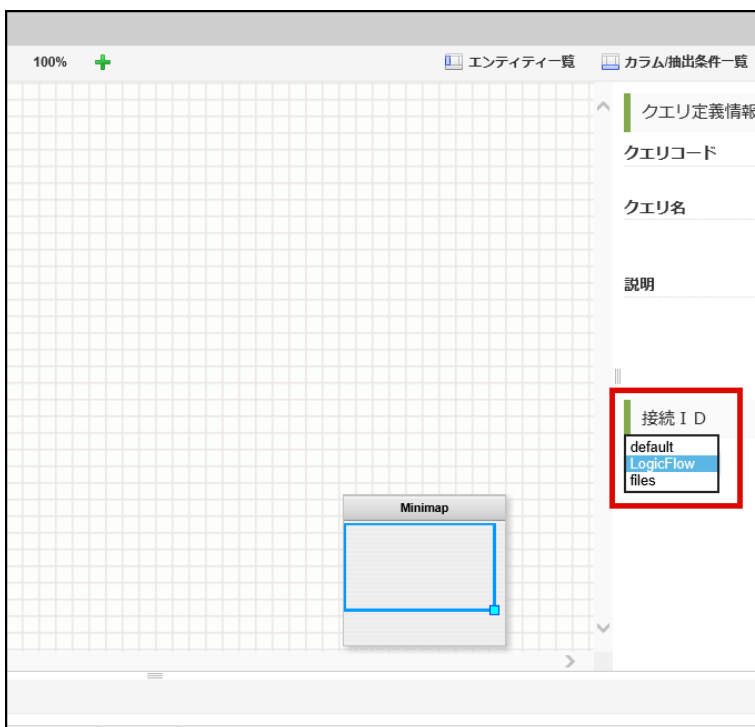 100%
エンティティ一覧
カラム/抽出条件一覧
クエリ定義情報
クエリコード
クエリ名
説明
接続ＩＤ
default
LogicFlow
files
Minimap